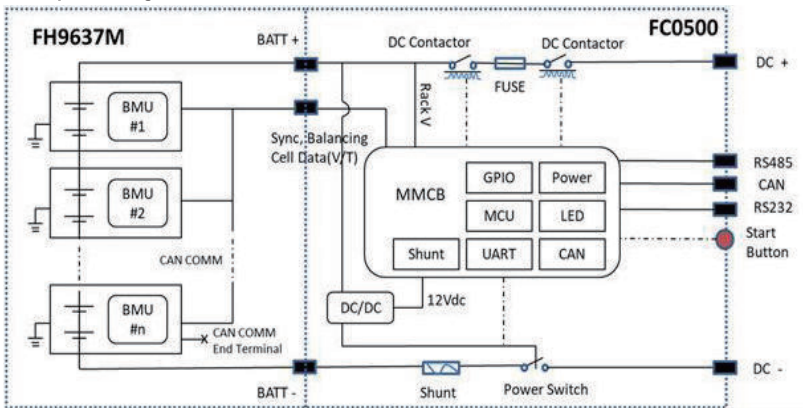 FH9637M
BATT +
DC Contactor
DC Contactor
FC0500
DC +
FUSE
BMU
#1
Rack V
Sync, Balancing
Cell Data(V/T)
MMCB
GPIO
Power
MCU
LED
Shunt
UART
CAN
RS485
CAN
RS232
Start
Button
BMU
#2
CAN COMM
DC/DC
12Vdc
BMU
#n
CAN COMM
End Terminal
BATT -
Shunt
Power Switch
DC -